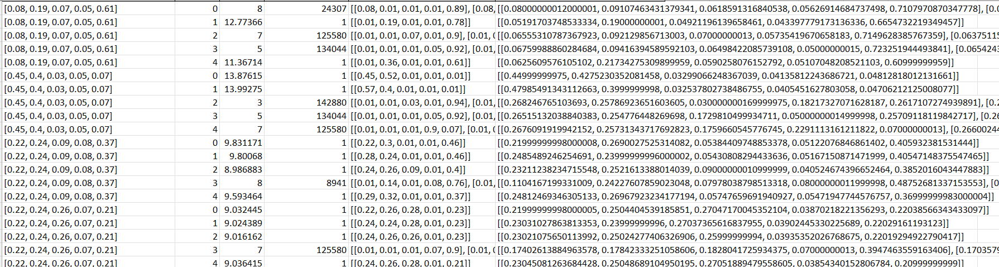 [0.08, 0.19, 0.07, 0.05, 0.61] 0 8 24307 [[0.08, 0.01, 0.01, 0.01, 0.89], [0.08, [[0.08000000012000001, 0.09107463431379341, 0.0618591316840538, 0.05626914684737498, 0.7107970870347778], [0.0
[0.08, 0.19, 0.07, 0.05, 0.61] 1 12.77366 1 [[0.01, 0.19, 0.01, 0.01, 0.78]] [[0.05191703748533334, 0.19000000001, 0.04921196139658461, 0.043397779173136336, 0.6654732219349457]]
[0.08, 0.19, 0.07, 0.05, 0.61] 2 7 125580 [[0.01, 0.01, 0.07, 0.01, 0.9], [0.01, [[0.06555310787367923, 0.092129856713003, 0.07000000013, 0.05735419670658183, 0.7149628385767359], [0.0637511
[0.08, 0.19, 0.07, 0.05, 0.61] 3 5 134044 [[0.01, 0.01, 0.01, 0.05, 0.92], [0.01, [[0.06759988860284684, 0.09416394589592103, 0.06498422085739108, 0.05000000015, 0.723251944493841], [0.065424
[0.08, 0.19, 0.07, 0.05, 0.61] 4 11.36714 1 [[0.01, 0.36, 0.01, 0.01, 0.61]] [[0.0625609576105102, 0.21734275309899959, 0.0590258076152792, 0.05107048208521103, 0.60999999959]]
[0.45, 0.4, 0.03, 0.05, 0.07] 0 13.87615 1 [[0.45, 0.52, 0.01, 0.01, 0.01]] [[0.44999999975, 0.4275230352081458, 0.03299066248367039, 0.04135812243686721, 0.04812818012131661]]
[0.45, 0.4, 0.03, 0.05, 0.07] 1 13.99275 1 [[0.57, 0.4, 0.01, 0.01, 0.01]] [[0.47985491343112663, 0.3999999998, 0.032537802738486755, 0.0405451627803058, 0.04706212125008077]]
[0.45, 0.4, 0.03, 0.05, 0.07] 2 3 142880 [[0.01, 0.01, 0.03, 0.01, 0.94], [0.01, [[0.268246765103693, 0.25786923651603605, 0.030000000169999975, 0.18217327071628187, 0.2617107274939891], [0.2
[0.45, 0.4, 0.03, 0.05, 0.07] 3 5 134044 [[0.01, 0.01, 0.01, 0.05, 0.92], [0.01, [[0.26515132038840383, 0.254776448269698, 0.1729810499934711, 0.05000000014999998, 0.25709118119842717], [0.26
[0.45, 0.4, 0.03, 0.05, 0.07] 4 7 125580 [[0.01, 0.01, 0.01, 0.9, 0.07], [0.01, [[0.2676091919942152, 0.25731343717692823, 0.1759660545776745, 0.2291113161211822, 0.07000000013], [0.2660024
[0.22, 0.24, 0.09, 0.08, 0.37] 0 9.831171 1 [[0.22, 0.3, 0.01, 0.01, 0.46]] [[0.21999999998000008, 0.2690027525314082, 0.05384409748853378, 0.05122076846861402, 0.405932381531444]]
[0.22, 0.24, 0.09, 0.08, 0.37] 1 9.80068 1 [[0.28, 0.24, 0.01, 0.01, 0.46]] [[0.2485489246254691, 0.23999999996000002, 0.05430808294433636, 0.05167150871471999, 0.40547148375547465]]
[0.22, 0.24, 0.09, 0.08, 0.37] 2 8.986883 1 [[0.24, 0.26, 0.09, 0.01, 0.4]] [[0.23211238234715548, 0.2521613388014039, 0.09000000010999999, 0.040524674396652464, 0.3852016043447883]]
[0.22, 0.24, 0.09, 0.08, 0.37] 3 8 8941 [[0.01, 0.14, 0.01, 0.08, 0.76], [0.01, [[0.1104167199331009, 0.24227607859023048, 0.07978038798513318, 0.08000000011999998, 0.48752681337153553], [0
[0.22, 0.24, 0.09, 0.08, 0.37] 4 9.593464 1 [[0.29, 0.32, 0.01, 0.01, 0.37]] [[0.24812469346305133, 0.26967923234177194, 0.05747659691940927, 0.05471947744576757, 0.36999999983000004]]
[0.22, 0.24, 0.26, 0.07, 0.21] 0 9.032445 1 [[0.22, 0.26, 0.28, 0.01, 0.23]] [[0.21999999998000005, 0.2504404539185851, 0.27047170045352104, 0.03870218221356293, 0.22038566343433097]]
[0.22, 0.24, 0.26, 0.07, 0.21] 1 9.024389 1 [[0.24, 0.24, 0.28, 0.01, 0.23]] [[0.23031027863813353, 0.23999999996, 0.27037365616837955, 0.03902445330225689, 0.22029161193123]]
[0.22, 0.24, 0.26, 0.07, 0.21] 2 9.016162 1 [[0.24, 0.26, 0.26, 0.01, 0.23]] [[0.23021075650113992, 0.25024277406326906, 0.25999999994, 0.03935352026768675, 0.22019294922790417]]
[0.22, 0.24, 0.26, 0.07, 0.21] 3 7 125580 [[0.01, 0.01, 0.01, 0.07, 0.9], [0.01, [[0.17402613884963578, 0.17842333251058606, 0.1828041725934375, 0.07000000013, 0.3947463559163406], [0.170357
[0.22, 0.24, 0.26, 0.07, 0.21] 4 9.036415 1 [[0.24, 0.26, 0.28, 0.01, 0.21]] [[0.23045081263684428, 0.25048689104950195, 0.27051889479558605, 0.03854340152806784, 0.20999999999]]